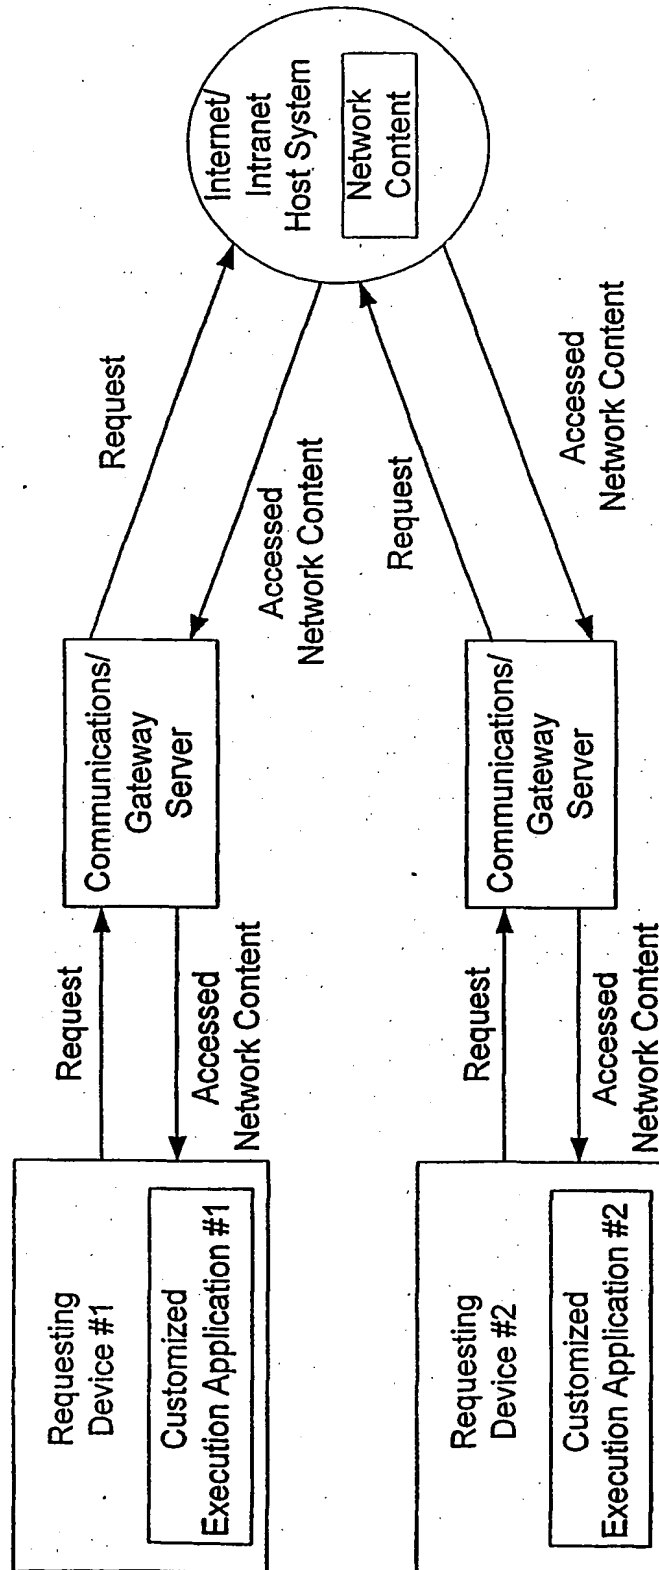 Requesting
Device #1
Customized
Execution Application #1
Request
Accessed
Network Content
Communications/
Gateway
Server
Request
Accessed
Network Content
Internet/
Intranet
Host System
Network
Content
Requesting
Device #2
Customized
Execution Application #2
Request
Accessed
Network Content
Communications/
Gateway
Server
Request
Accessed
Network Content